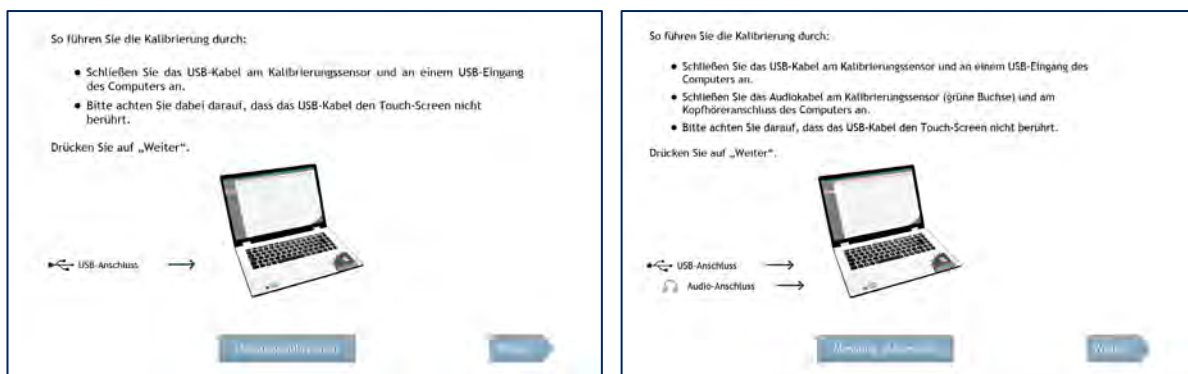 So führen Sie die Kalibrierung durch:
● Schließen Sie das USB-Kabel am Kalibrierungssensor und an einem USB-Eingang
des Computers an.
● Bitte achten Sie dabei darauf, dass das USB-Kabel den Touch-Screen nicht
berührt.
Drücken Sie auf „Weiter“.
USB-Anschluss
So führen Sie die Kalibrierung durch:
● Schließen Sie das USB-Kabel am Kalibrierungssensor und an einem USB-Eingang des
Computers an.
● Schließen Sie das Audiokabel am Kalibrierungssensor (grüne Buchse) und am
Kopfhöreranschluss des Computers an.
● Bitte achten Sie darauf, dass das USB-Kabel den Touch-Screen nicht berührt.
Drücken Sie auf „Weiter“.
USB-Anschluss
Audio-Anschluss
Weiter